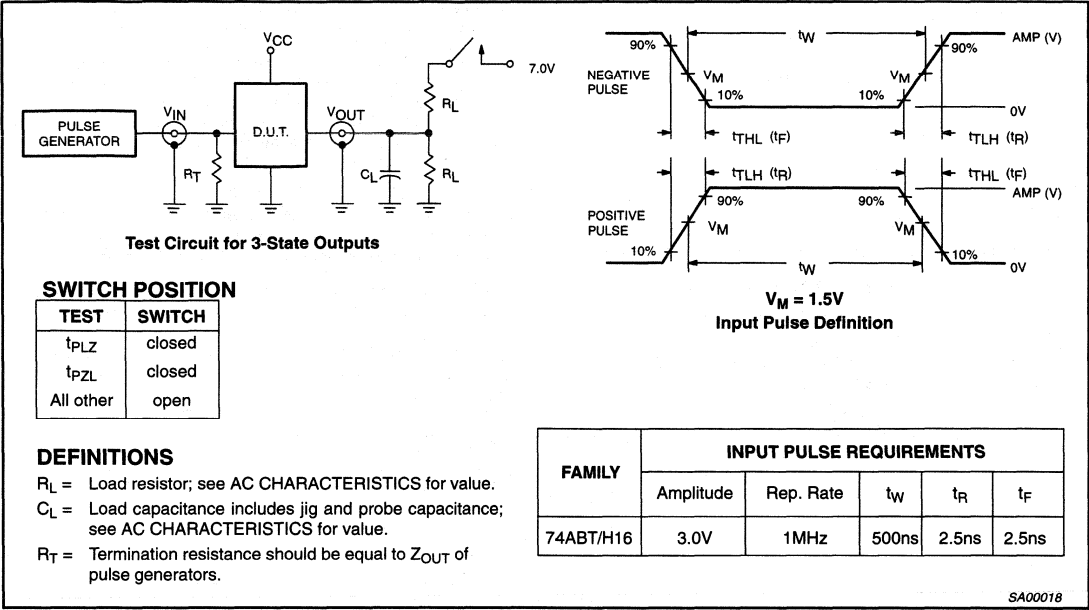 VCC
7.0V
RL
PULSE
GENERATOR
VIN
D.U.T.
VOUT
RT
CL
RL
Test Circuit for 3-State Outputs
tW
90%
90%
AMP (V)
NEGATIVE
PULSE
VM
VM
10%
10%
0V
tTHL (tF)
tTLH (tR)
tTLH (tR)
tTHL (tF)
AMP (V)
90%
90%
POSITIVE
PULSE
VM
VM
10%
10%
tW
0V
VM = 1.5V
Input Pulse Definition
SWITCH POSITION
TEST SWITCH
tPLZ closed
tPZL closed
All other open
DEFINITIONS
RL = Load resistor; see AC CHARACTERISTICS for value.
CL = Load capacitance includes jig and probe capacitance;
see AC CHARACTERISTICS for value.
RT = Termination resistance should be equal to ZOUT of
pulse generators.
FAMILY
INPUT PULSE REQUIREMENTS
Amplitude Rep. Rate tW tR tF
74ABT/H16 3.0V 1MHz 500ns 2.5ns 2.5ns
SA00018